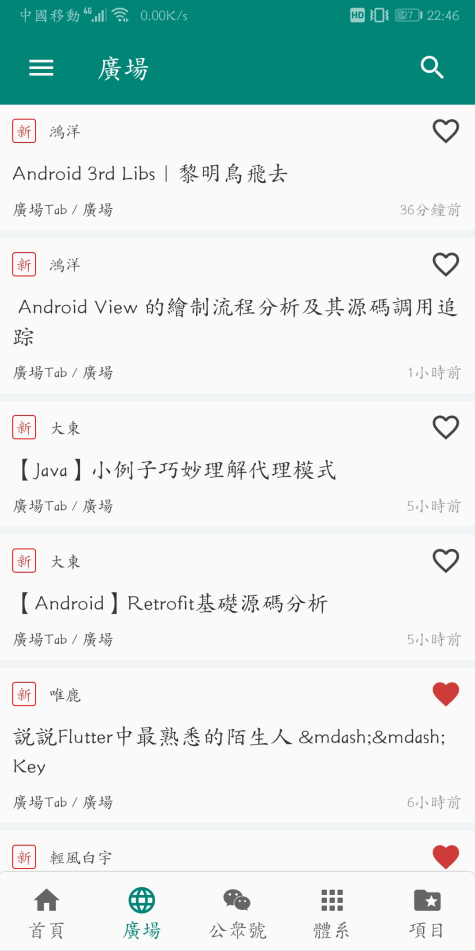 中國移動 4G 0.00K/s HD 27 22:46
廣場
新 鴻洋
Android 3rd Libs | 黎明鳥飛去
廣場Tab / 廣場 36分鐘前
新 鴻洋
Android View 的繪制流程分析及其源碼調用追
踪
廣場Tab / 廣場 1小時前
新 大東
【Java】小例子巧妙理解代理模式
廣場Tab / 廣場 5小時前
新 大東
【Android】Retrofit基礎源碼分析
廣場Tab / 廣場 5小時前
新 唯鹿
説説Flutter中最熟悉的陌生人 &mdash;&mdash;
Key
廣場Tab / 廣場 6小時前
新 輕風白字
首頁 廣場 公眾號 體系 項目